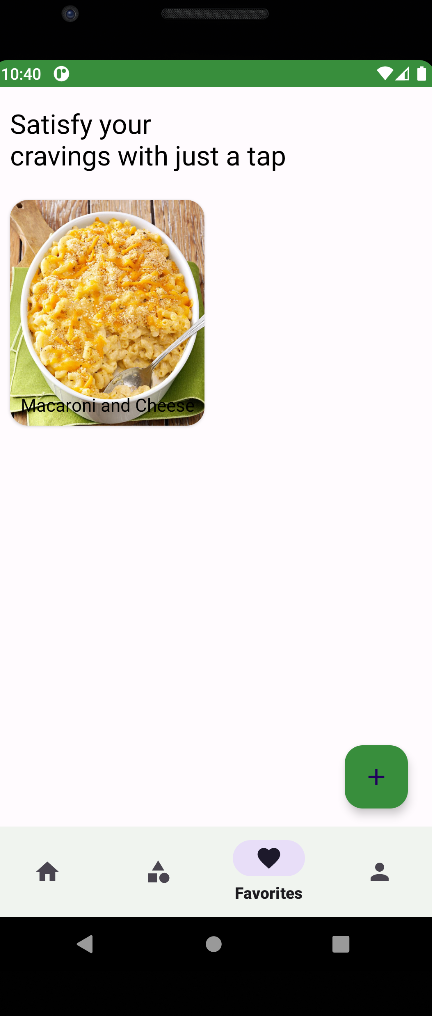 10:40
Satisfy your
cravings with just a tap
Macaroni and Cheese
+
Favorites